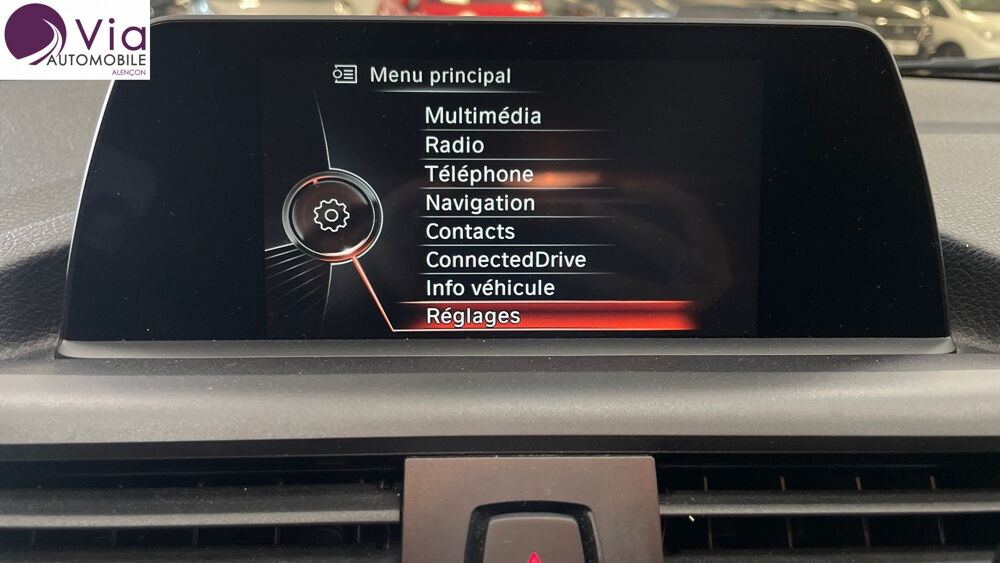 Via
AUTOMOBILE
ALENÇON
Menu principal
Multimédia
Radio
Téléphone
Navigation
Contacts
ConnectedDrive
Info véhicule
Réglages